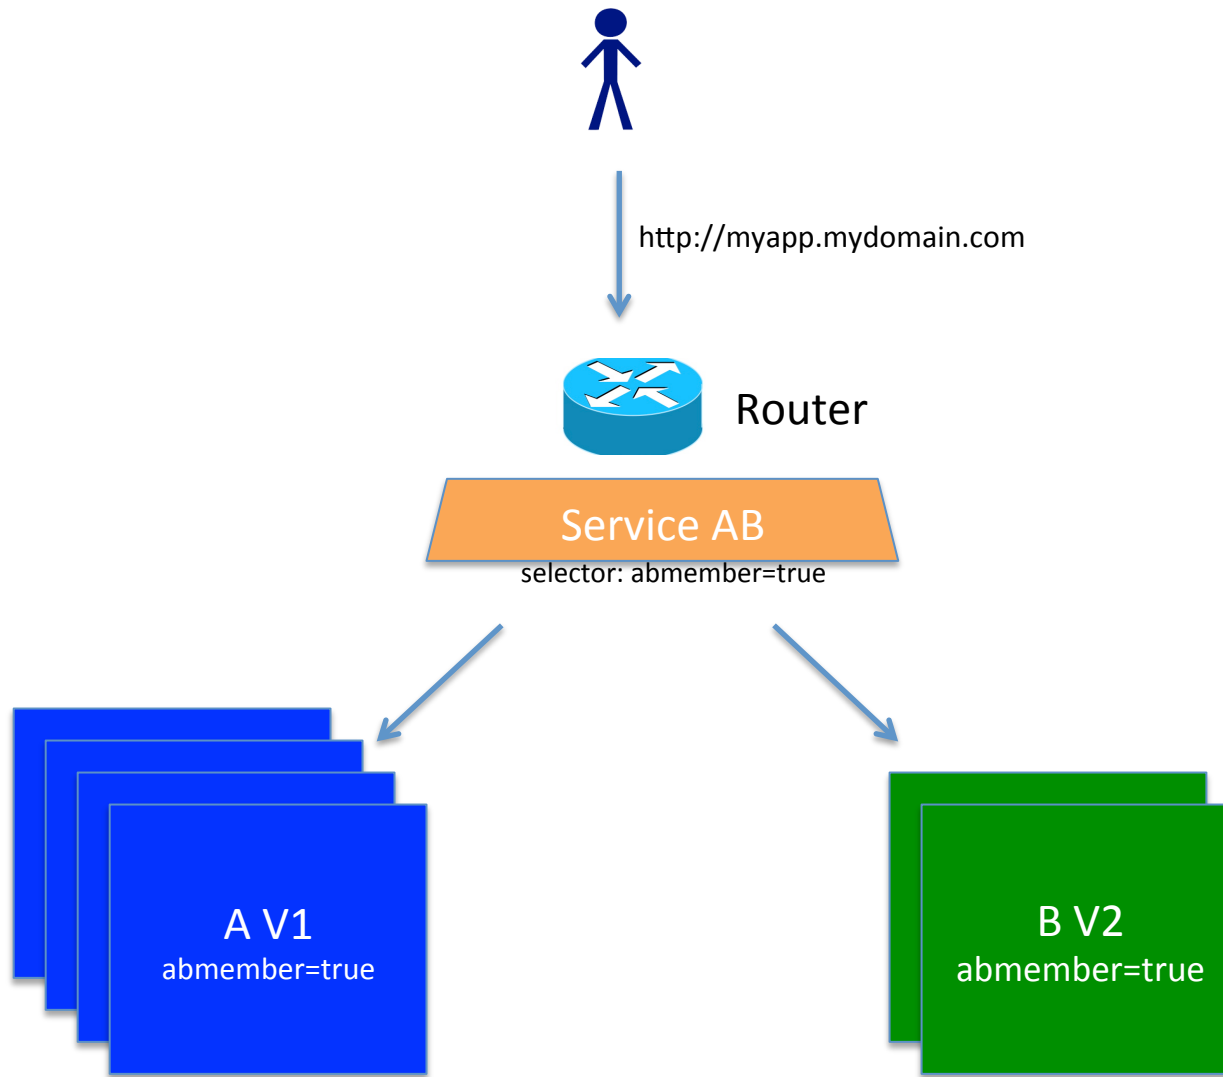 http://myapp.mydomain.com
Router
Service AB
selector: abmember=true
A V1
abmember=true
B V2
abmember=true